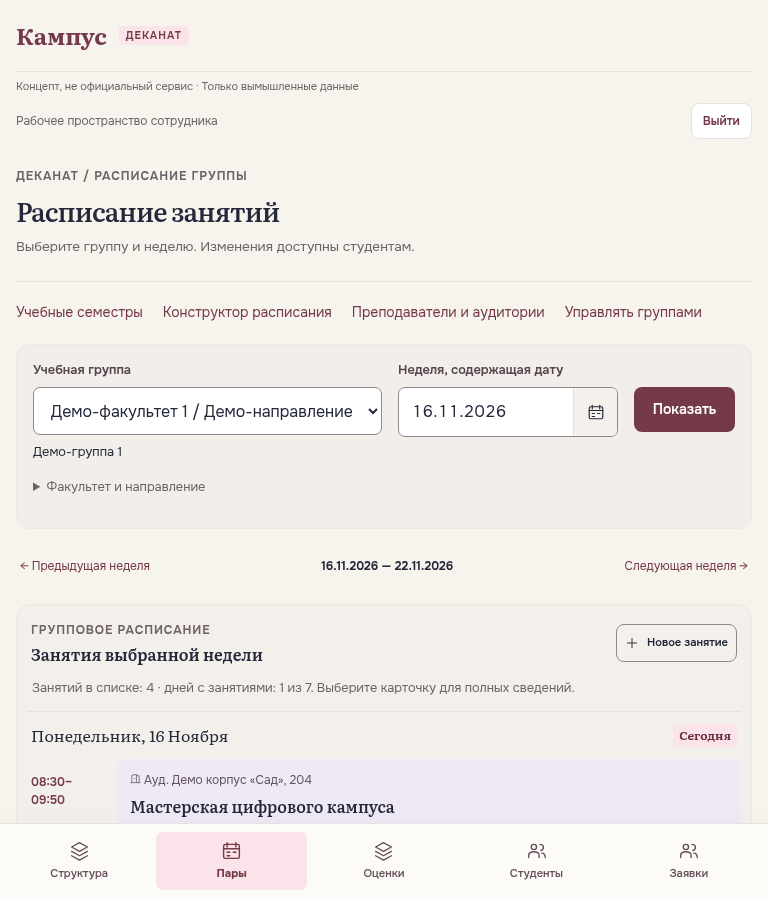 Кампус ДЕКАНАТ
Концепт, не официальный сервис · Только вымышленные данные
Рабочее пространство сотрудника
Выйти
ДЕКАНАТ / РАСПИСАНИЕ ГРУППЫ
Расписание занятий
Выберите группу и неделю. Изменения доступны студентам.
Учебные семестры Конструктор расписания Преподаватели и аудитории Управлять группами
Учебная группа
Неделя, содержащая дату
Демо-факультет 1 / Демо-направление
16.11.2026
Показать
Демо-группа 1
Факультет и направление
← Предыдущая неделя
16.11.2026 — 22.11.2026
Следующая неделя →
ГРУППОВОЕ РАСПИСАНИЕ
Занятия выбранной недели
Новое занятие
Занятий в списке: 4 · дней с занятиями: 1 из 7. Выберите карточку для полных сведений.
Понедельник, 16 Ноября
Сегодня
08:30–
09:50
Ауд. Демо корпус «Сад», 204
Мастерская цифрового кампуса
Структура
Пары
Оценки
Студенты
Заявки